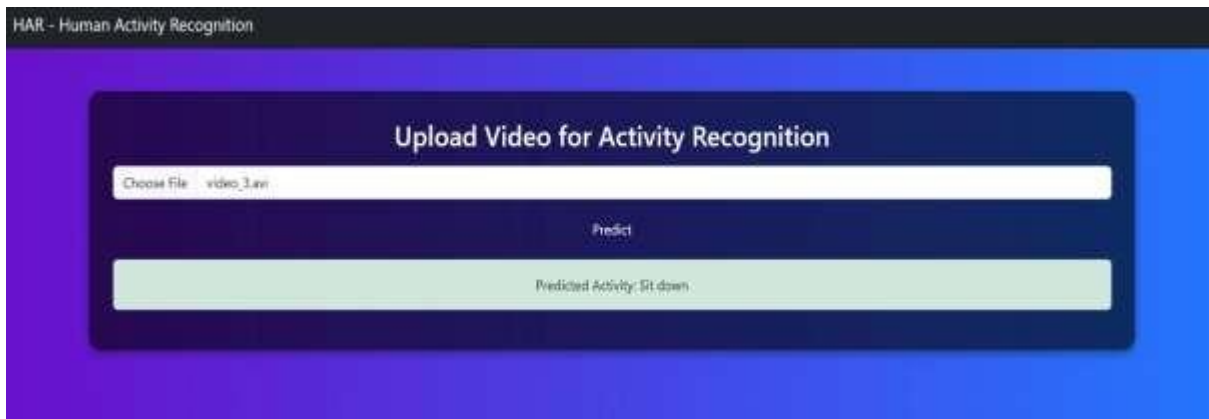 HAR - Human Activity Recognition
Upload Video for Activity Recognition
Choose File video_3.avi
Predict
Predicted Activity: Sit down